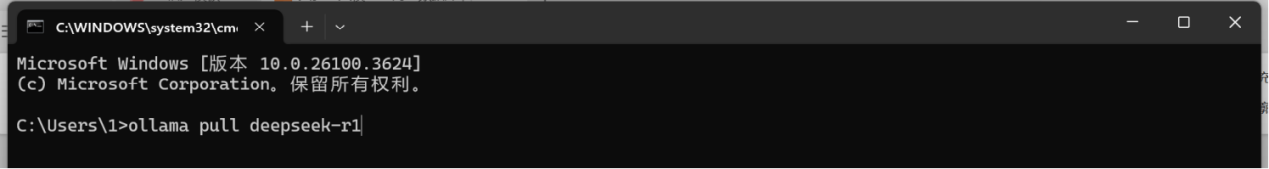 C:\WINDOWS\system32\cm
Microsoft Windows [版本 10.0.26100.3624]
(c) Microsoft Corporation。保留所有权利。
C:\Users\1>ollama pull deepseek-r1